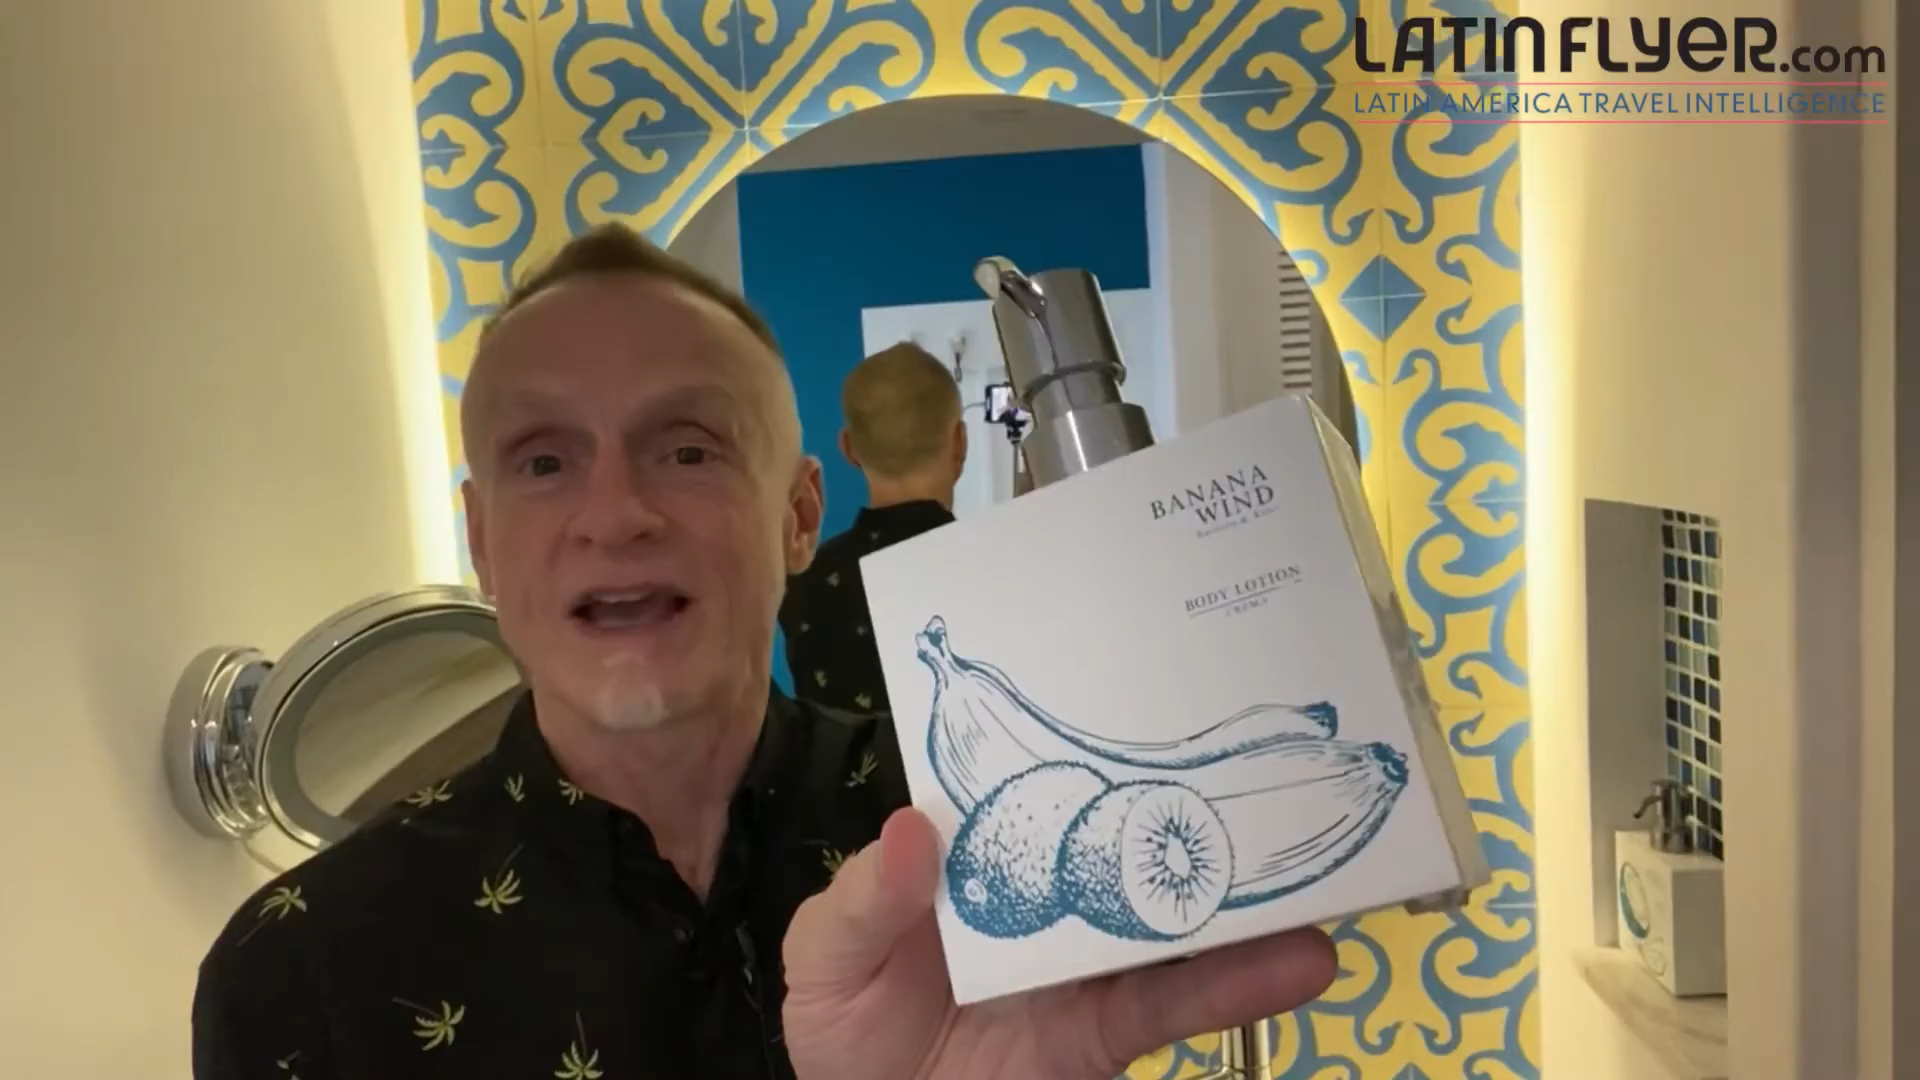 LATINFLYER.com
LATIN AMERICA TRAVEL INTELLIGENCE
BANANA
WIND
BODY LOTION
CREMA